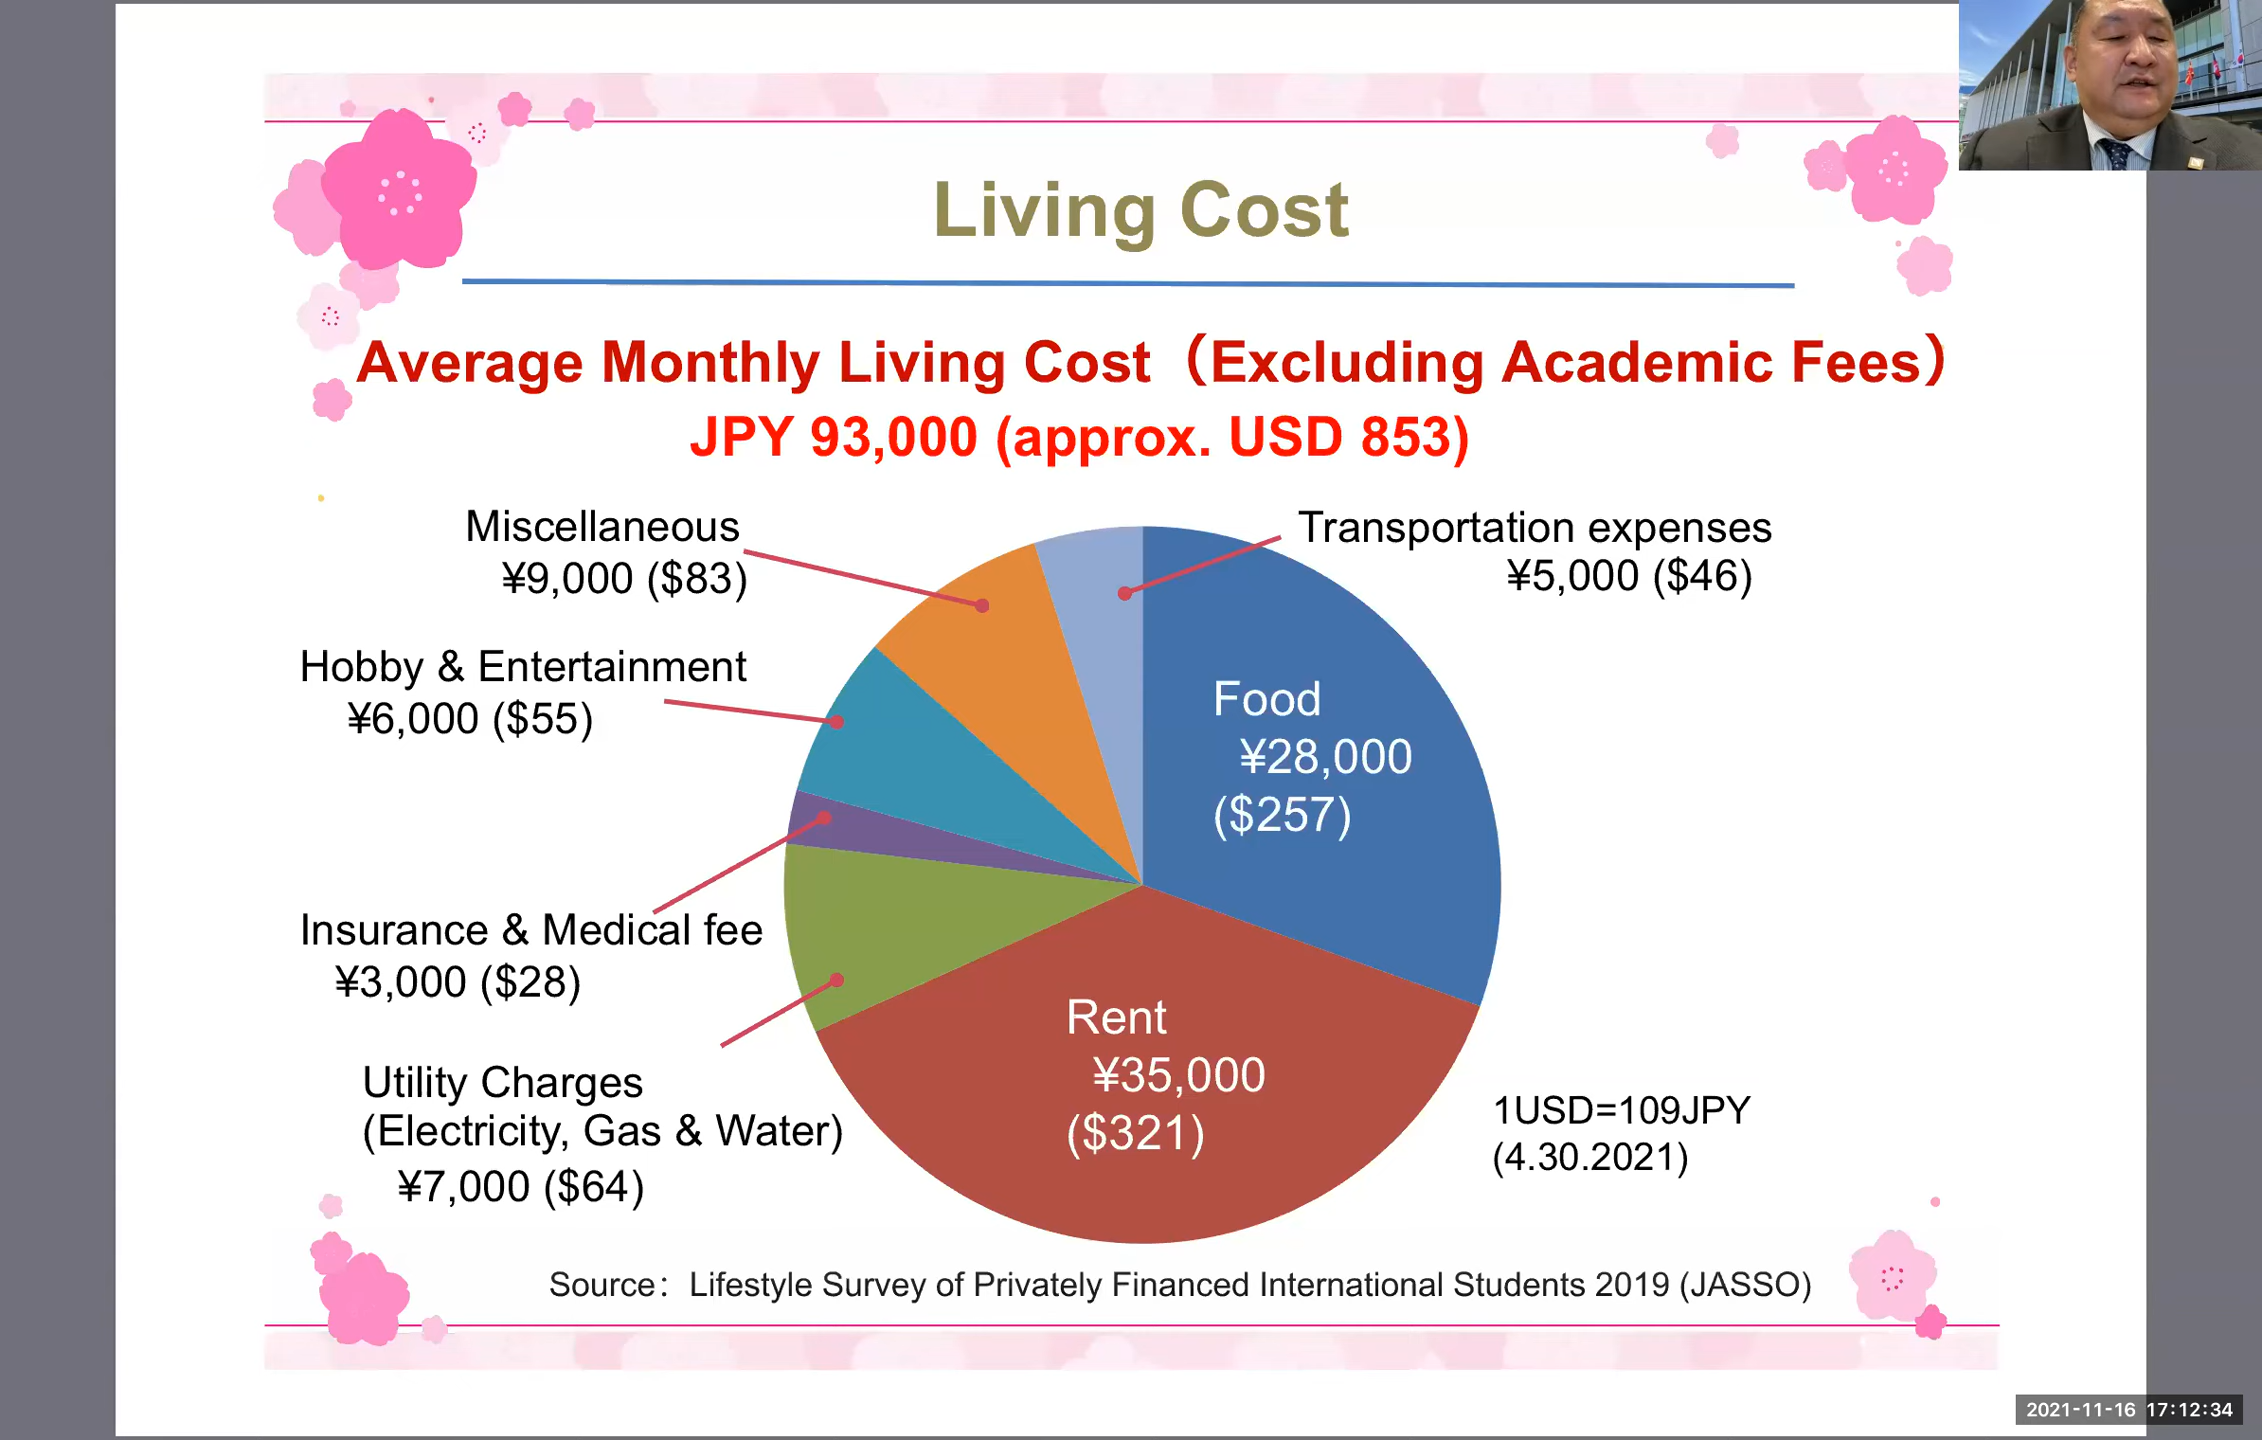 Living Cost
Average Monthly Living Cost（Excluding Academic Fees）
JPY 93,000 (approx. USD 853)
Miscellaneous
¥9,000 ($83)
Transportation expenses
¥5,000 ($46)
Hobby & Entertainment
¥6,000 ($55)
Food
¥28,000
($257)
Insurance & Medical fee
¥3,000 ($28)
Rent
¥35,000
($321)
Utility Charges
(Electricity, Gas & Water)
¥7,000 ($64)
1USD=109JPY
(4.30.2021)
Source： Lifestyle Survey of Privately Financed International Students 2019 (JASSO)
2021-11-16 17:12:34